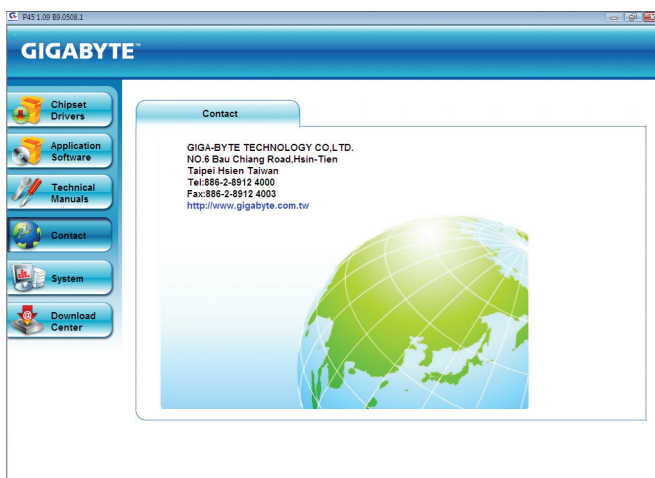 P45 1.09 B9.0508.1
GIGABYTE™
Chipset
Drivers
Application
Software
Technical
Manuals
Contact
System
Download
Center
Contact
GIGA-BYTE TECHNOLOGY CO,LTD.
NO.6 Bau Chiang Road,Hsin-Tien
Taipei Hsien Taiwan
Tel:886-2-8912 4000
Fax:886-2-8912 4003
http://www.gigabyte.com.tw